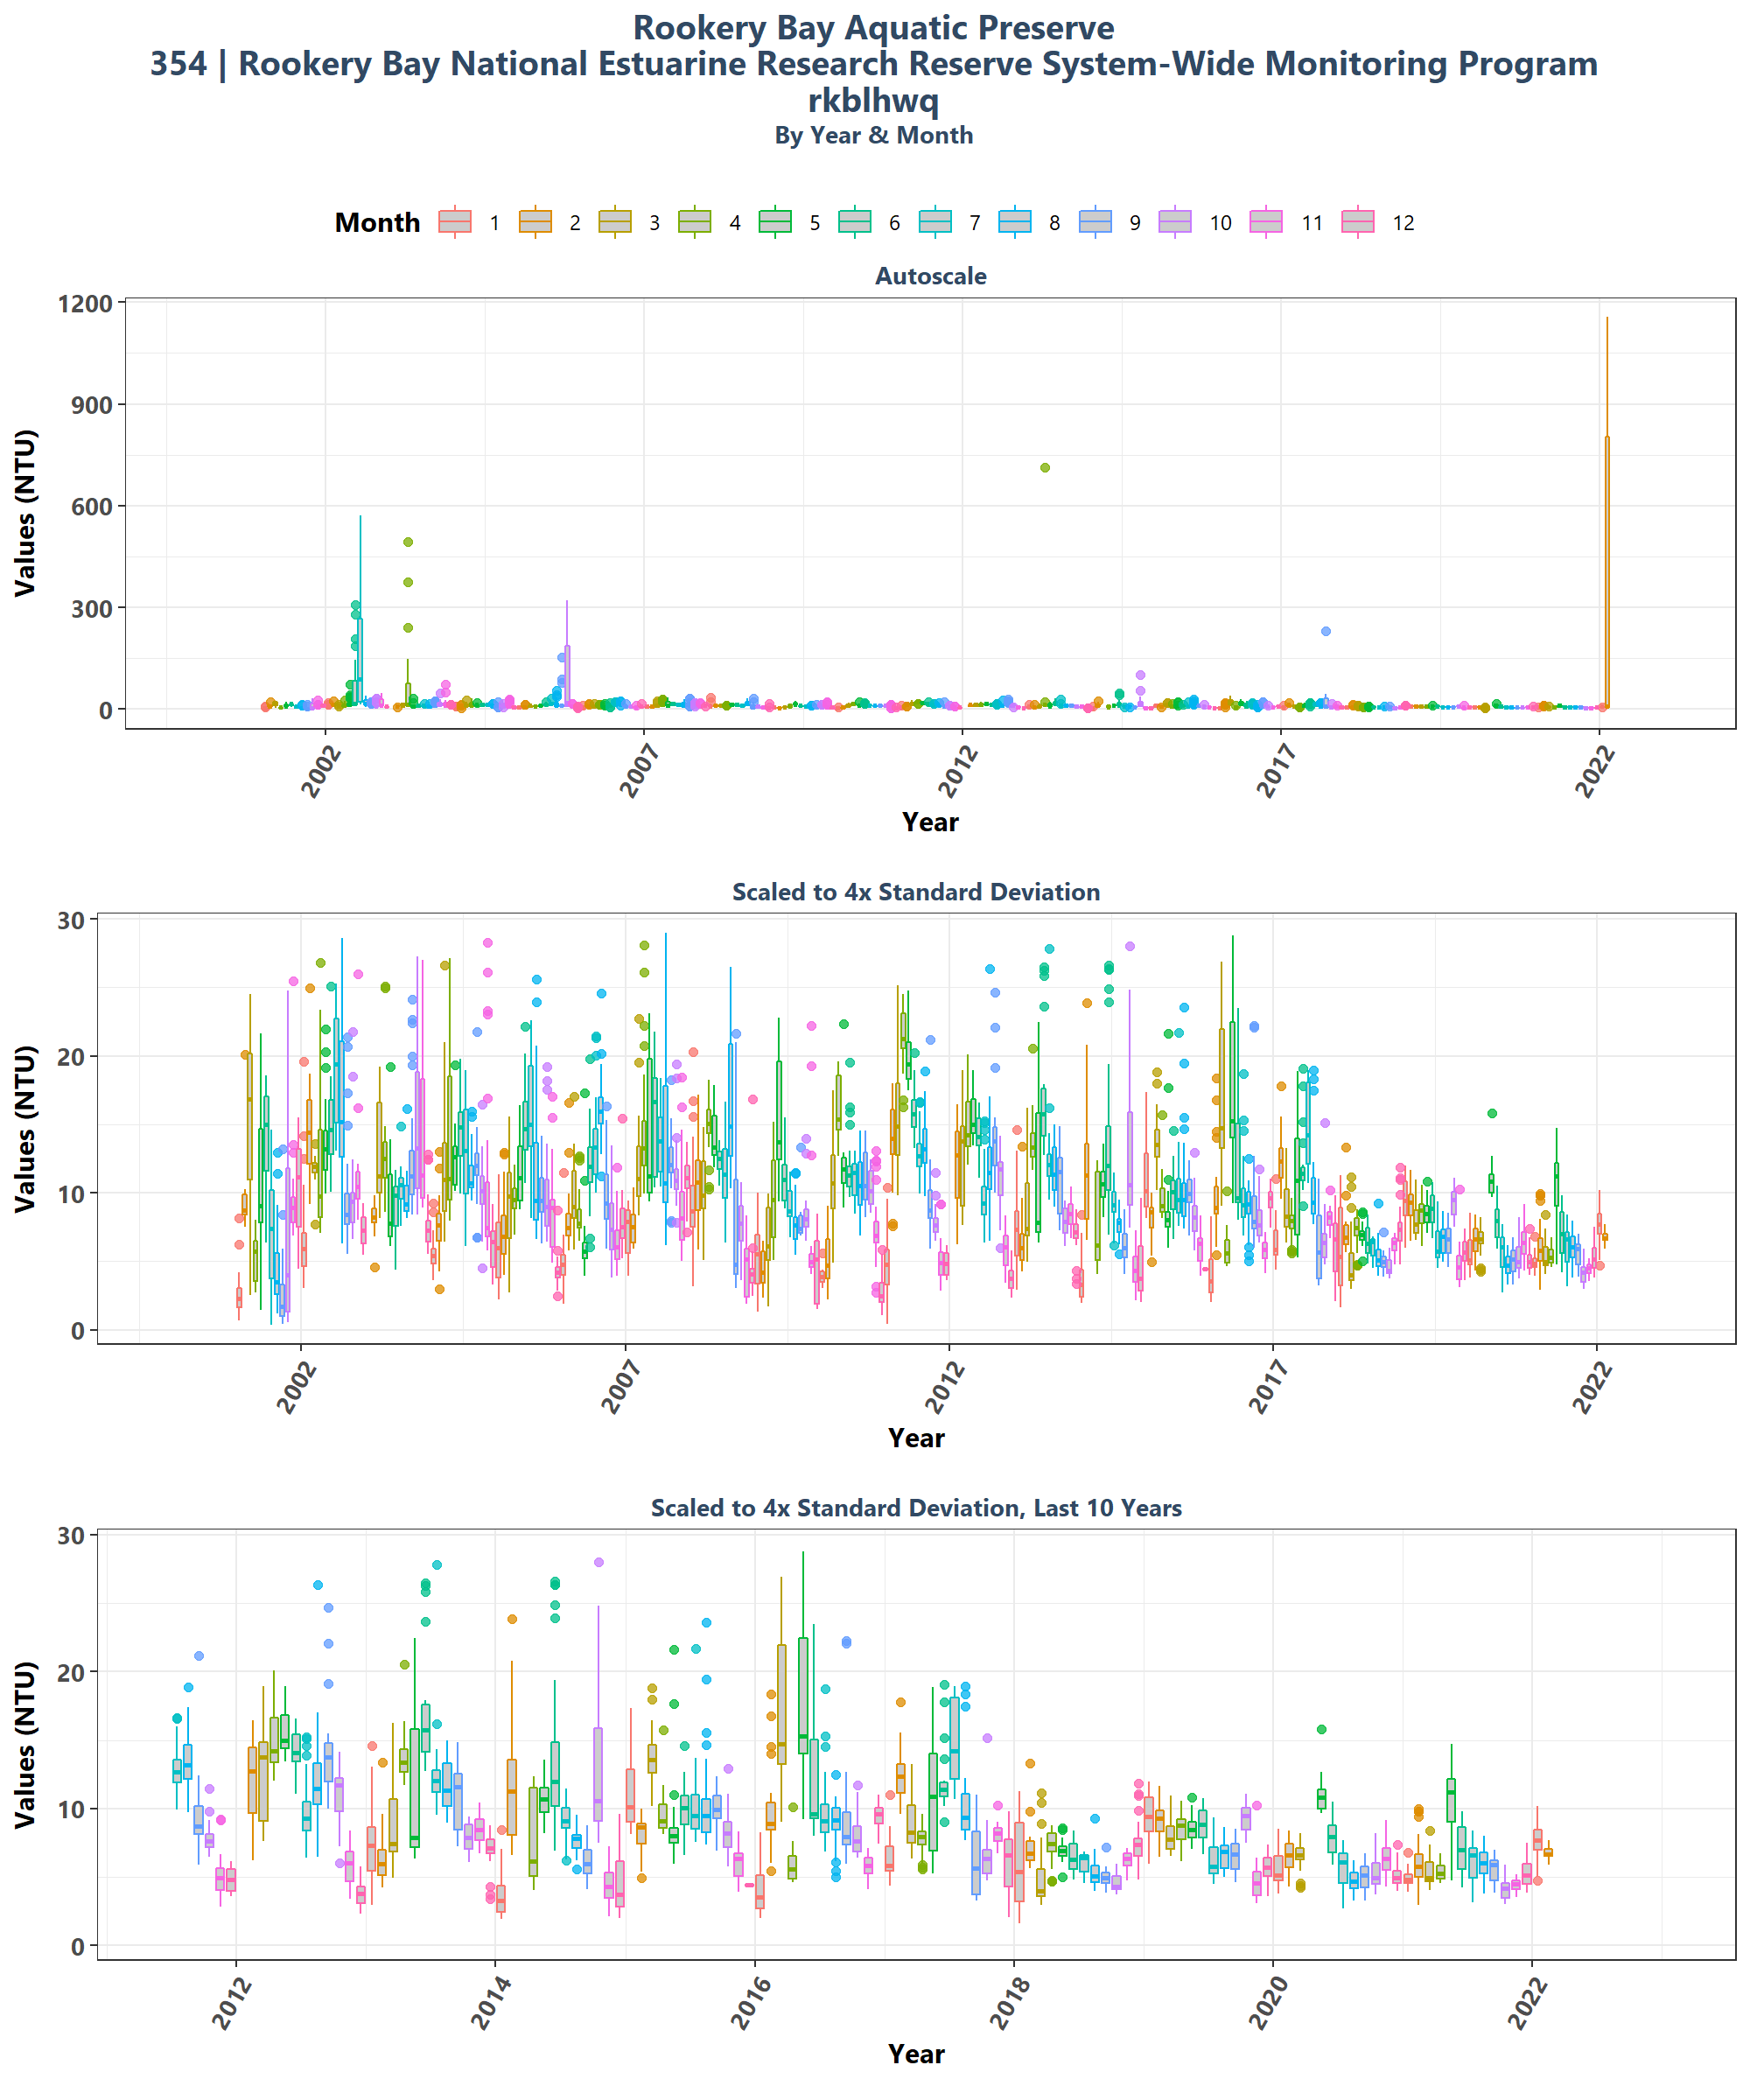 Rookery Bay Aquatic Preserve
354 | Rookery Bay National Estuarine Research Reserve System-Wide Monitoring Program
rkblhwq
By Year & Month
Month 1 2 3 4 5 6 7 8 9 10 11 12
Autoscale
1200
900
600
300
0
Values (NTU)
2002 2007 2012 2017 2022
Year
Scaled to 4x Standard Deviation
30
20
10
0
Values (NTU)
2002 2007 2012 2017 2022
Year
Scaled to 4x Standard Deviation, Last 10 Years
30
20
10
0
Values (NTU)
2012 2014 2016 2018 2020 2022
Year